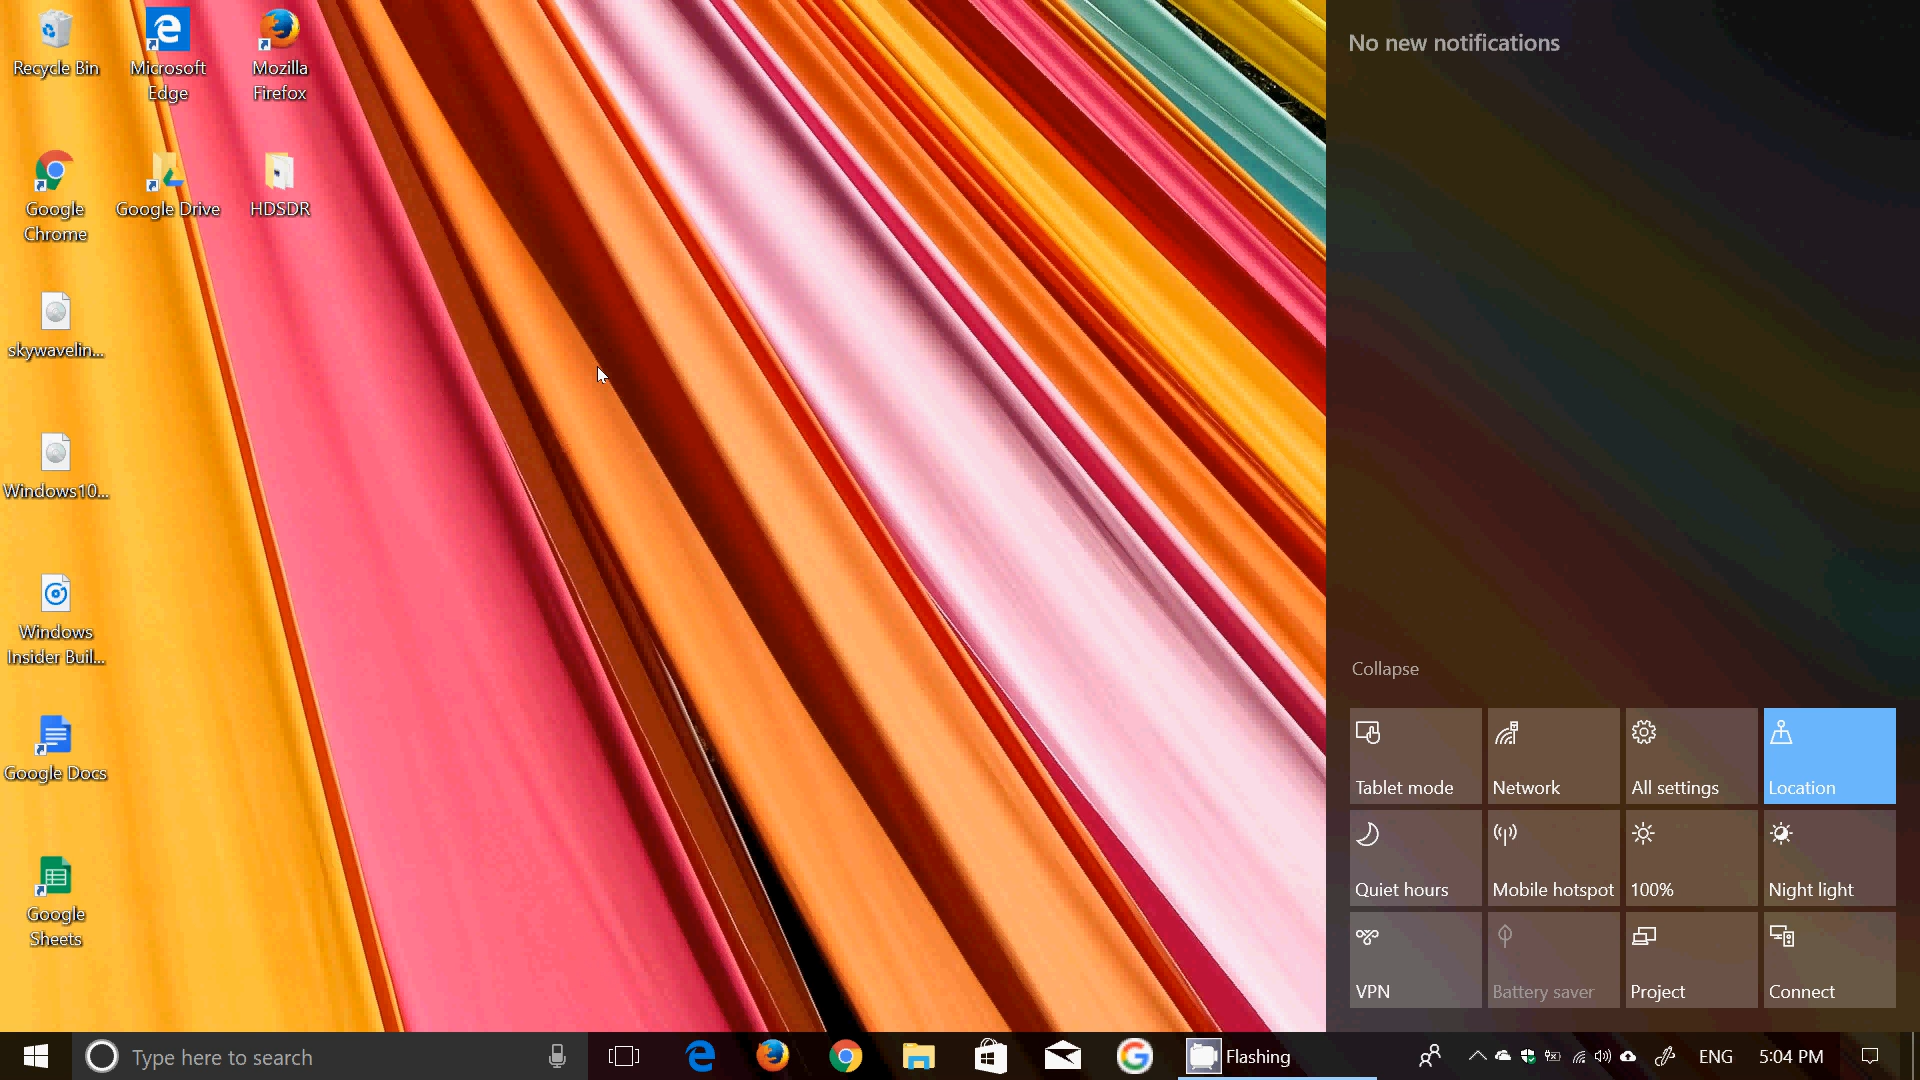 Recycle Bin
Microsoft
Edge
Mozilla
Firefox
Google
Chrome
Google Drive
HDSDR
skywavelin...
Windows10...
Windows
Insider Buil...
Google Docs
Google
Sheets
No new notifications
Collapse
Tablet mode
Network
All settings
Location
Quiet hours
Mobile hotspot
100%
Night light
VPN
Battery saver
Project
Connect
Type here to search
Flashing
ENG
5:04 PM